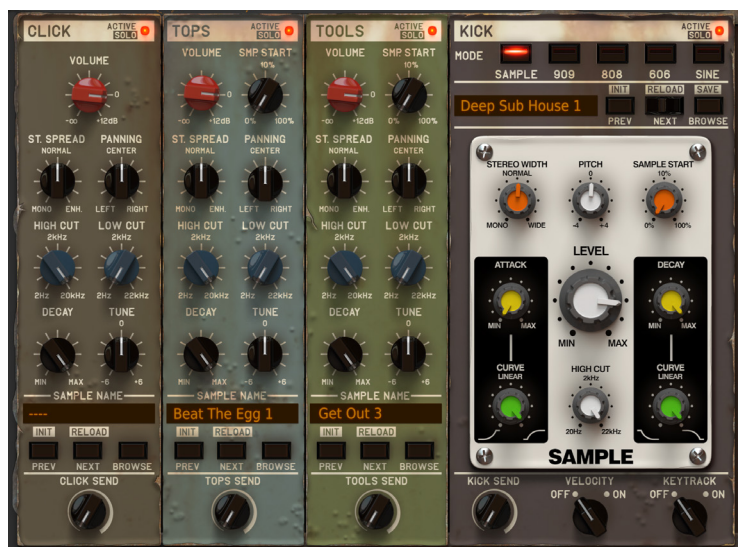 CLICK
ACTIVE
SOLO
VOLUME
0
-∞ +12dB
ST. SPREAD PANNING
NORMAL CENTER
MONO ENH. LEFT RIGHT
HIGH CUT LOW CUT
2kHz
2Hz 20kHz 2Hz 22kHz
DECAY TUNE
0
MIN MAX -6 +6
SAMPLE NAME
----
INIT RELOAD
PREV NEXT BROWSE
CLICK SEND
TOPS
ACTIVE
SOLO
VOLUME SMP. START
10%
0
-∞ +12dB 0% 100%
ST. SPREAD PANNING
NORMAL CENTER
MONO ENH. LEFT RIGHT
HIGH CUT LOW CUT
2kHz
2Hz 20kHz 2Hz 22kHz
DECAY TUNE
0
MIN MAX -6 +6
SAMPLE NAME
Beat The Egg 1
INIT RELOAD
PREV NEXT BROWSE
TOPS SEND
TOOLS
ACTIVE
SOLO
VOLUME SMP. START
10%
0
-∞ +12dB 0% 100%
ST. SPREAD PANNING
NORMAL CENTER
MONO ENH. LEFT RIGHT
HIGH CUT LOW CUT
2kHz
2Hz 20kHz 2Hz 22kHz
DECAY TUNE
0
MIN MAX -6 +6
SAMPLE NAME
Get Out 3
INIT RELOAD
PREV NEXT BROWSE
TOOLS SEND
KICK
ACTIVE
SOLO
MODE
SAMPLE 909 808 606 SINE
INIT RELOAD SAVE
Deep Sub House 1
PREV NEXT BROWSE
STEREO WIDTH PITCH SAMPLE START
NORMAL 0 10%
MONO WIDE -4 +4 0% 100%
LEVEL
MIN MAX
ATTACK
MIN MAX
CURVE
LINEAR
DECAY
MIN MAX
CURVE
LINEAR
HIGH CUT
2kHz
20Hz 22kHz
SAMPLE
KICK SEND VELOCITY KEYTRACK
OFF ON OFF ON